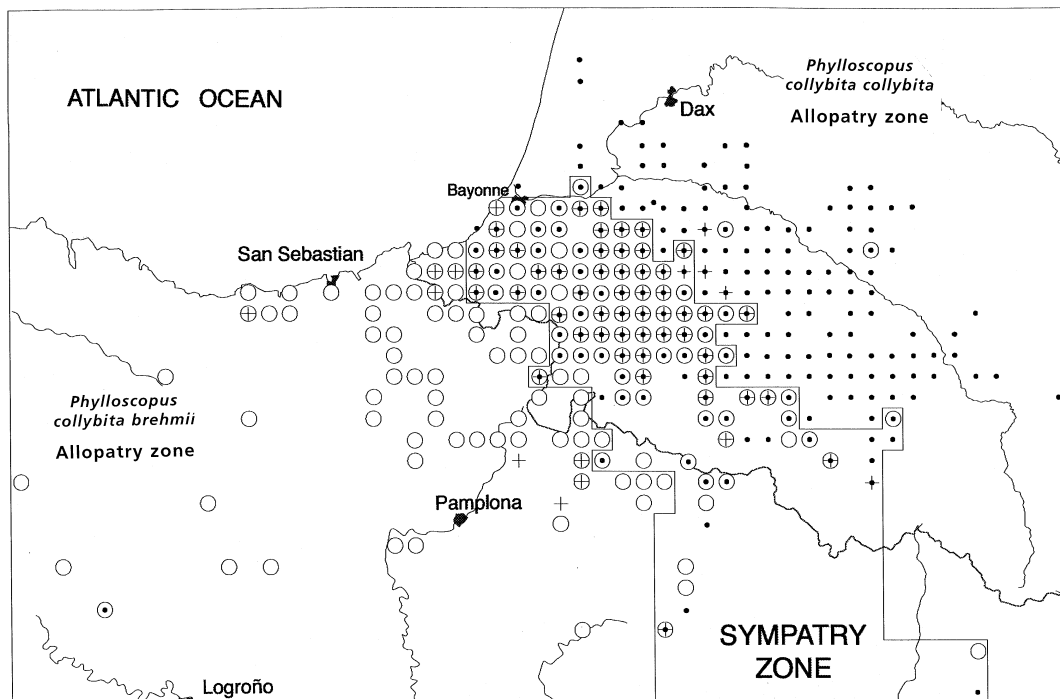 Phylloscopus
collybita collybita
Allopatry zone
ATLANTIC OCEAN
Dax
Bayonne
San Sebastian
Phylloscopus
collybita brehmii
Allopatry zone
Pamplona
SYMPATRY
ZONE
Logroño